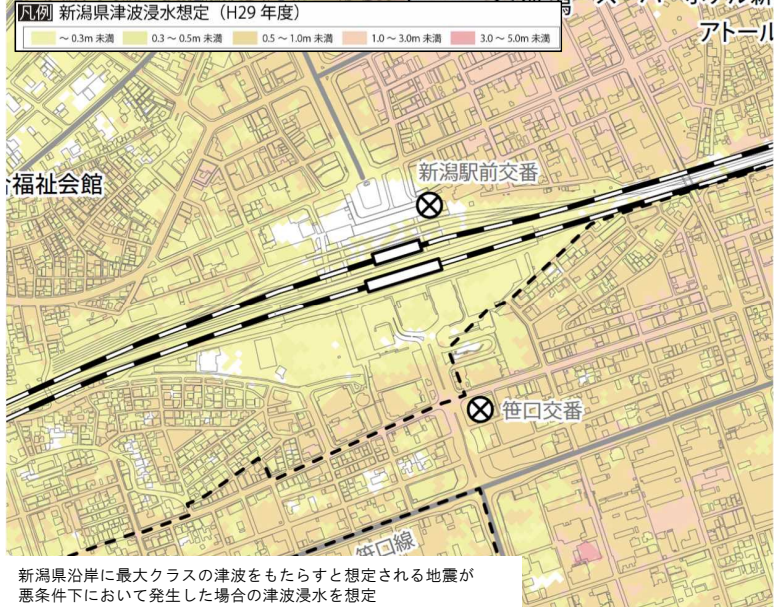 凡例 新潟県津波浸水想定（H29 年度）
～ 0.3m 未満 0.3 ～ 0.5m 未満 0.5 ～ 1.0m 未満 1.0 ～ 3.0m 未満 3.0 ～ 5.0m 未満
アトール
新潟駅前交番
福祉会館
笹口交番
笹口線
新潟県沿岸に最大クラスの津波をもたらすと想定される地震が
悪条件下において発生した場合の津波浸水を想定